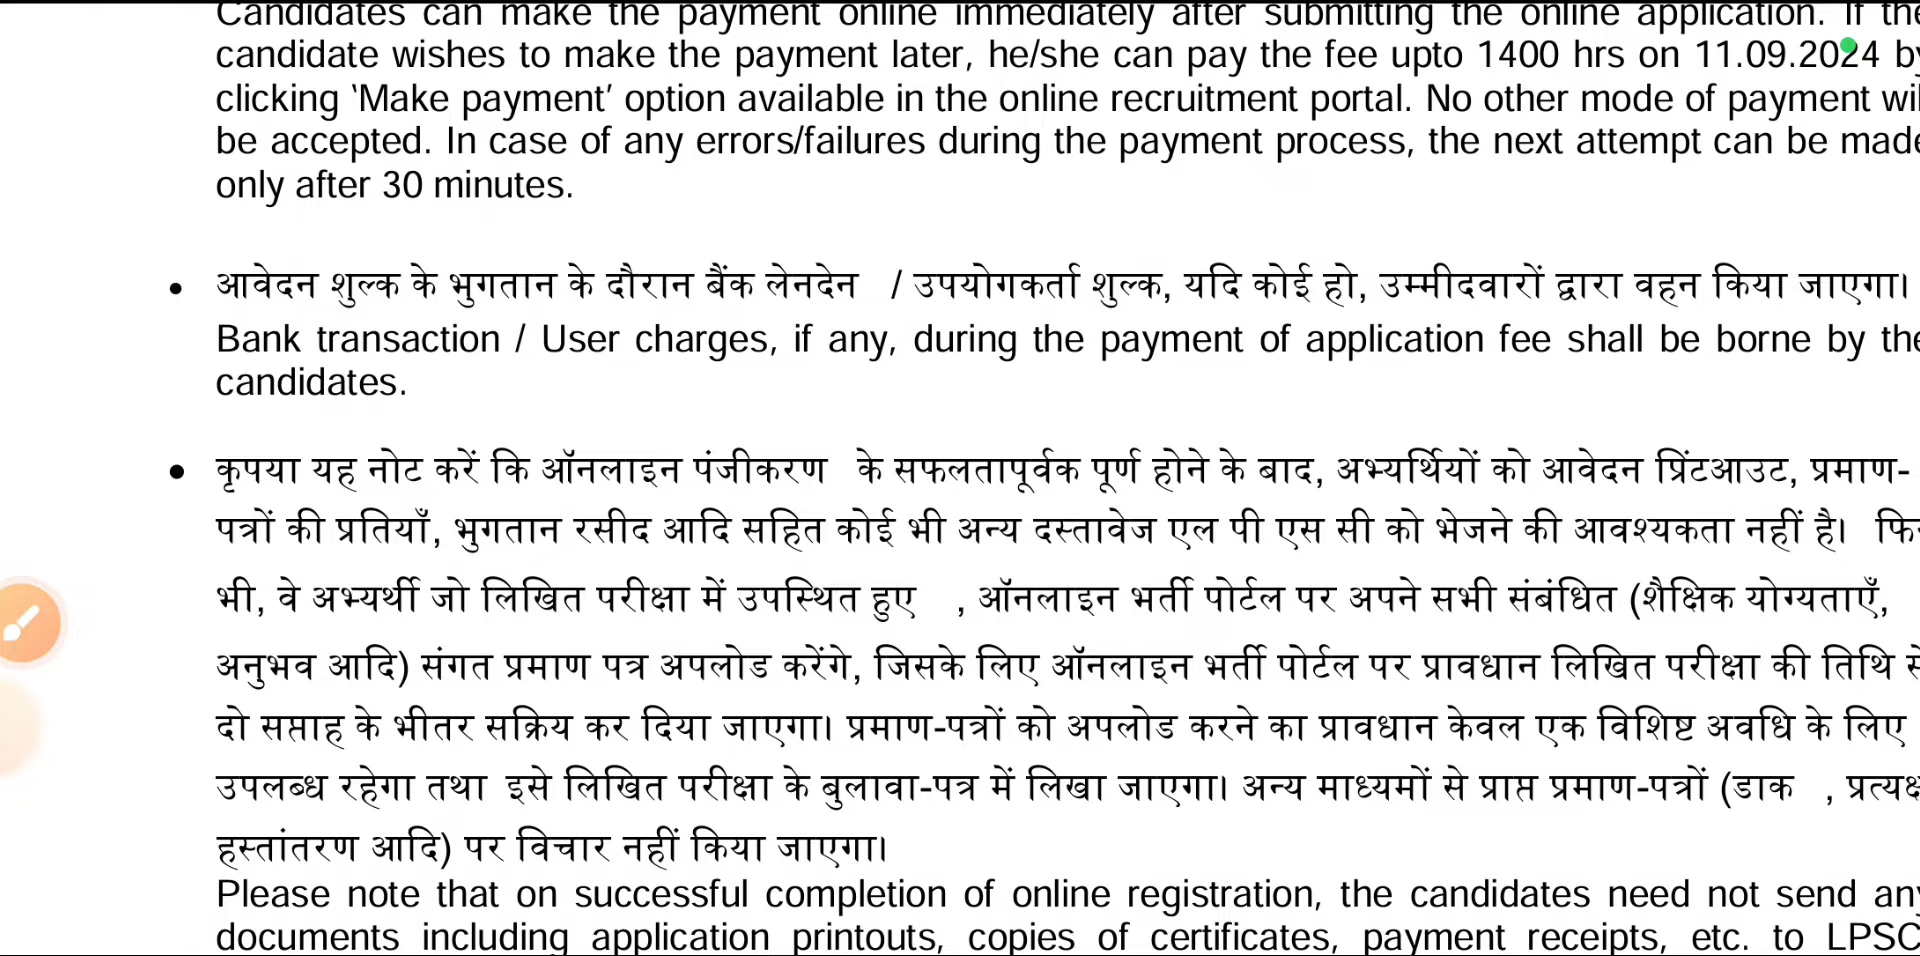 Candidates can make the payment online immediately after submitting the online application. If the
candidate wishes to make the payment later, he/she can pay the fee upto 1400 hrs on 11.09.2024 by
clicking ‘Make payment’ option available in the online recruitment portal. No other mode of payment wil
be accepted. In case of any errors/failures during the payment process, the next attempt can be made
only after 30 minutes.
• आवेदन शुल्क के भुगतान के दौरान बैंक लेनदेन / उपयोगकर्ता शुल्क, यदि कोई हो, उम्मीदवारों द्वारा वहन किया जाएगा।
Bank transaction / User charges, if any, during the payment of application fee shall be borne by the
candidates.
• कृपया यह नोट करें कि ऑनलाइन पंजीकरण के सफलतापूर्वक पूर्ण होने के बाद, अभ्यर्थियों को आवेदन प्रिंटआउट, प्रमाण-
पत्रों की प्रतियाँ, भुगतान रसीद आदि सहित कोई भी अन्य दस्तावेज एल पी एस सी को भेजने की आवश्यकता नहीं है। फिर
भी, वे अभ्यर्थी जो लिखित परीक्षा में उपस्थित हुए , ऑनलाइन भर्ती पोर्टल पर अपने सभी संबंधित (शैक्षिक योग्यताएँ,
अनुभव आदि) संगत प्रमाण पत्र अपलोड करेंगे, जिसके लिए ऑनलाइन भर्ती पोर्टल पर प्रावधान लिखित परीक्षा की तिथि से
दो सप्ताह के भीतर सक्रिय कर दिया जाएगा। प्रमाण-पत्रों को अपलोड करने का प्रावधान केवल एक विशिष्ट अवधि के लिए
उपलब्ध रहेगा तथा इसे लिखित परीक्षा के बुलावा-पत्र में लिखा जाएगा। अन्य माध्यमों से प्राप्त प्रमाण-पत्रों (डाक , प्रत्यक्ष
हस्तांतरण आदि) पर विचार नहीं किया जाएगा।
Please note that on successful completion of online registration, the candidates need not send any
documents including application printouts, copies of certificates, payment receipts, etc. to LPSC